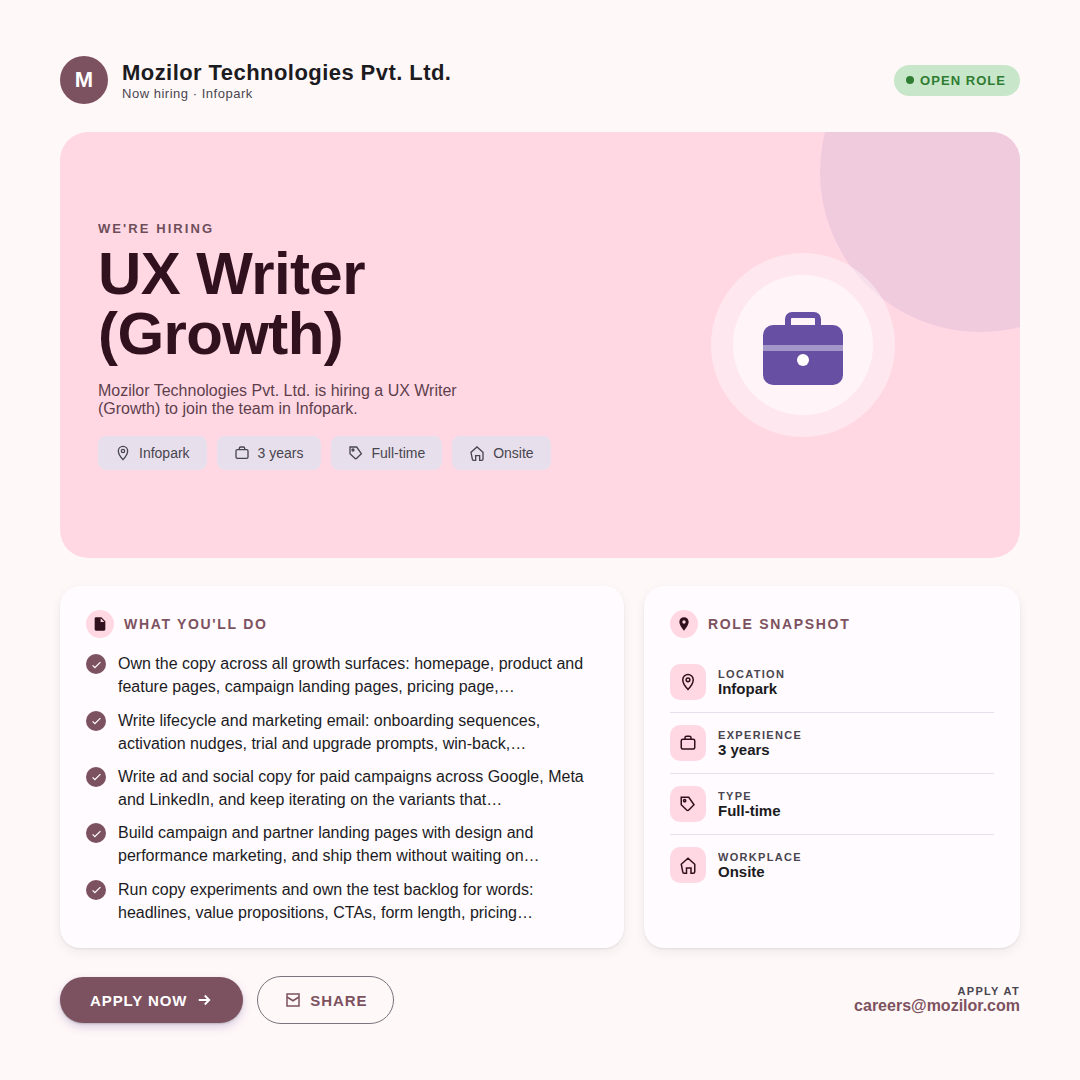 M
Mozilor Technologies Pvt. Ltd.
Now hiring · Infopark
OPEN ROLE
WE'RE HIRING
UX Writer
(Growth)
Mozilor Technologies Pvt. Ltd. is hiring a UX Writer
(Growth) to join the team in Infopark.
Infopark
3 years
Full-time
Onsite
WHAT YOU'LL DO
Own the copy across all growth surfaces: homepage, product and
feature pages, campaign landing pages, pricing page,…
Write lifecycle and marketing email: onboarding sequences,
activation nudges, trial and upgrade prompts, win-back,…
Write ad and social copy for paid campaigns across Google, Meta
and LinkedIn, and keep iterating on the variants that…
Build campaign and partner landing pages with design and
performance marketing, and ship them without waiting on…
Run copy experiments and own the test backlog for words:
headlines, value propositions, CTAs, form length, pricing…
ROLE SNAPSHOT
LOCATION
Infopark
EXPERIENCE
3 years
TYPE
Full-time
WORKPLACE
Onsite
APPLY NOW
SHARE
APPLY AT
careers@mozilor.com